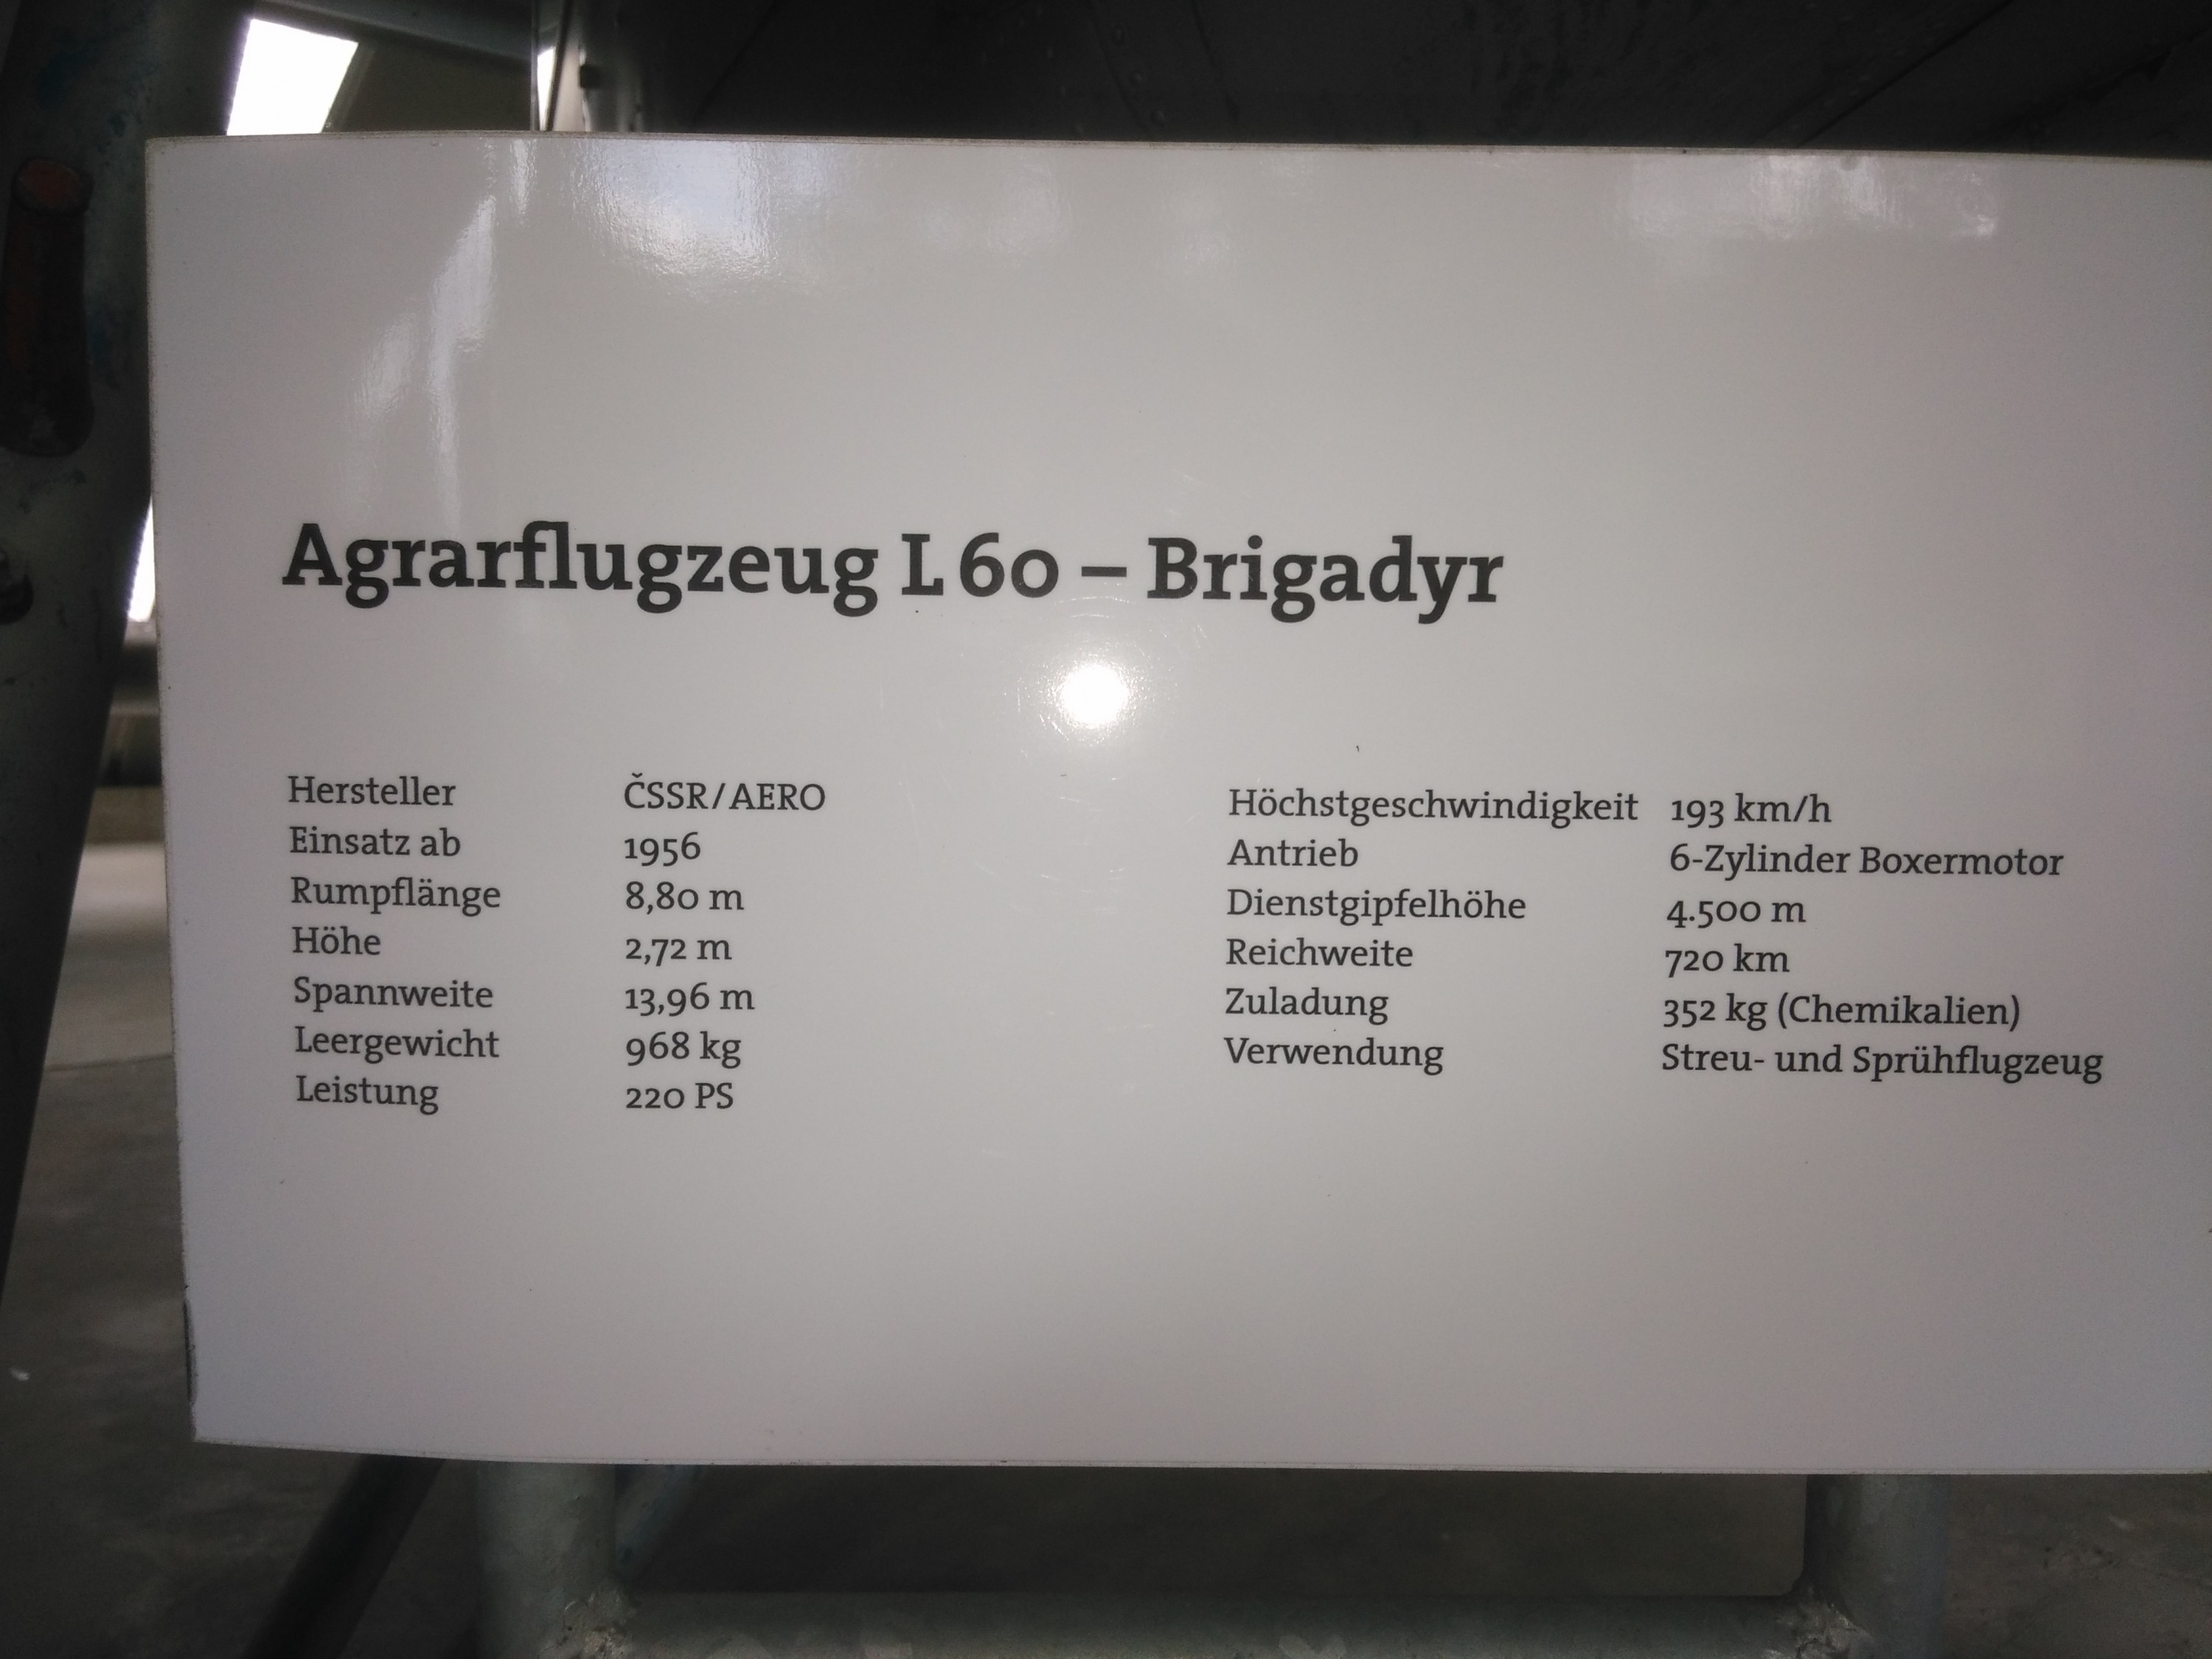 Agrarflugzeug L 60 – Brigadyr
Hersteller ČSSR/AERO
Einsatz ab 1956
Rumpflänge 8,80 m
Höhe 2,72 m
Spannweite 13,96 m
Leergewicht 968 kg
Leistung 220 PS
Höchstgeschwindigkeit 193 km/h
Antrieb 6-Zylinder Boxermotor
Dienstgipfelhöhe 4.500 m
Reichweite 720 km
Zuladung 352 kg (Chemikalien)
Verwendung Streu- und Sprühflugzeug